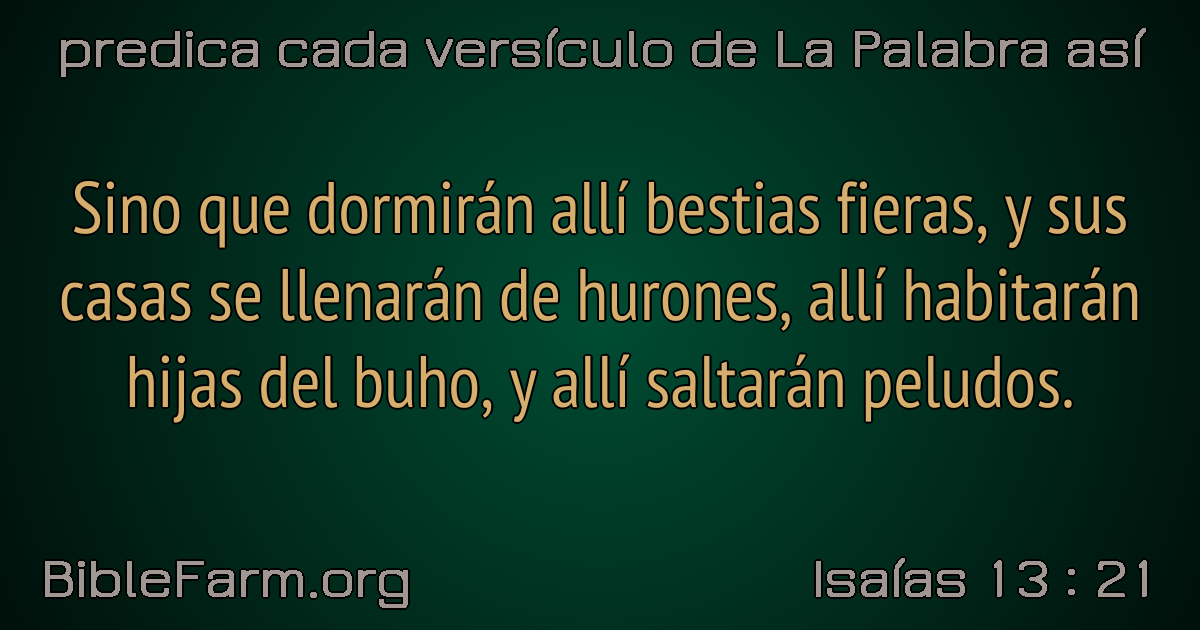 predica cada versículo de La Palabra así
Sino que dormirán allí bestias fieras, y sus
casas se llenarán de hurones, allí habitarán
hijas del buho, y allí saltarán peludos.
BibleFarm.org
Isaías 13 : 21